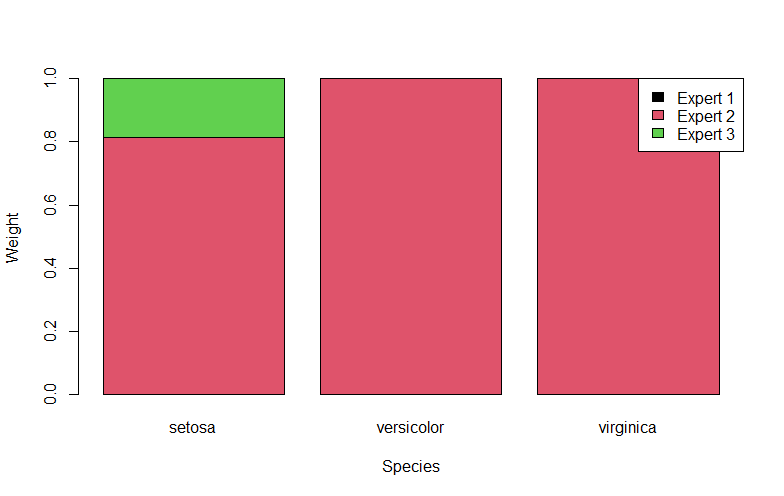 1.0
0.8
0.6
0.4
0.2
0.0
Weight
Expert 1
Expert 2
Expert 3
setosa versicolor virginica
Species